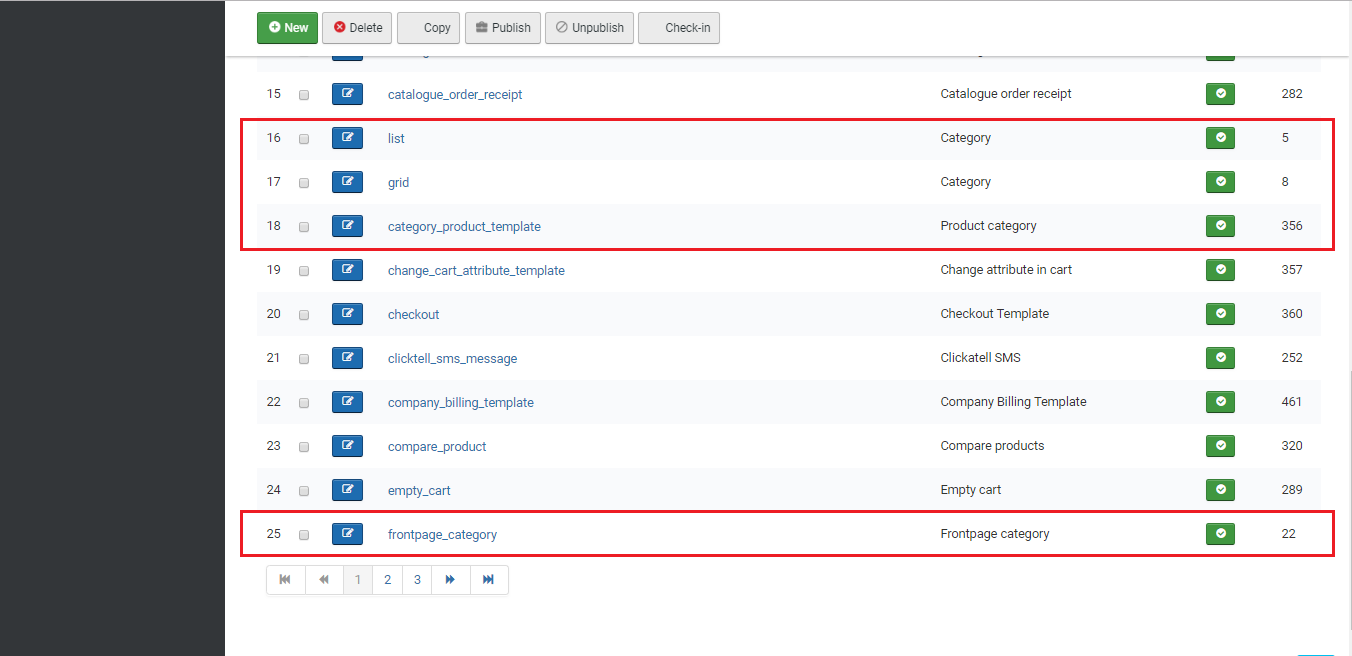 New Delete Copy Publish Unpublish Check-in
15 catalogue_order_receipt Catalogue order receipt 282
16 list Category 5
17 grid Category 8
18 category_product_template Product category 356
19 change_cart_attribute_template Change attribute in cart 357
20 checkout Checkout Template 360
21 clicktell_sms_message Clickatell SMS 252
22 company_billing_template Company Billing Template 461
23 compare_product Compare products 320
24 empty_cart Empty cart 289
25 frontpage_category Frontpage category 22
1 2 3